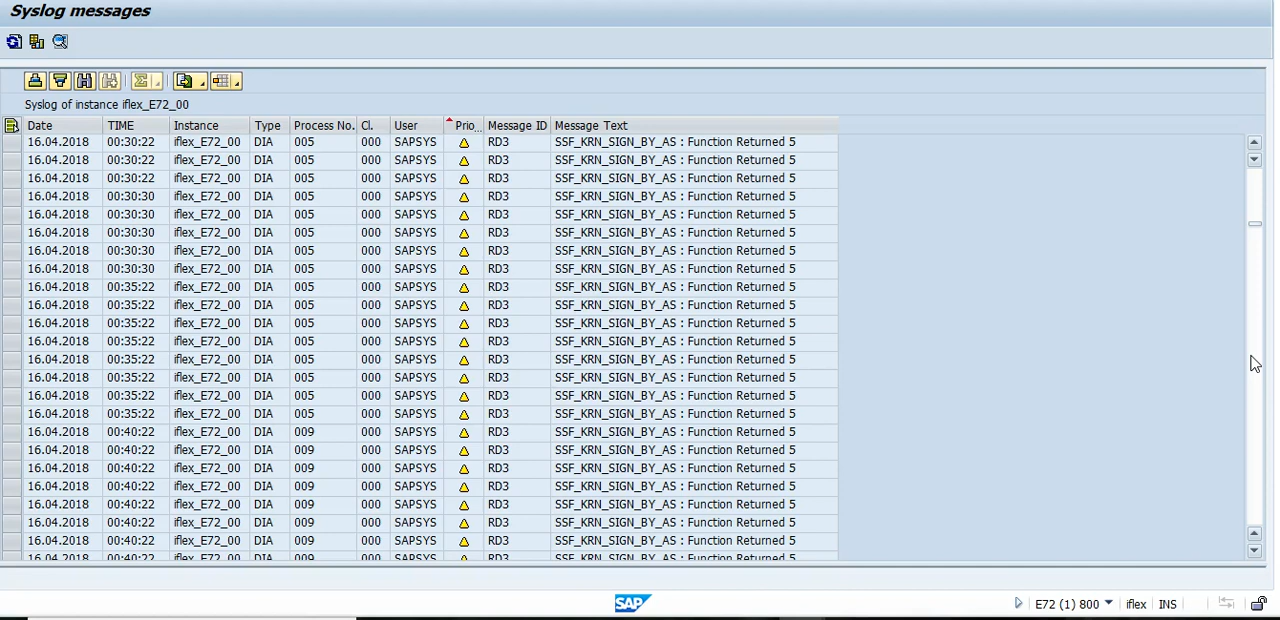 Syslog messages
Syslog of instance iflex_E72_00
Date TIME Instance Type Process No. Cl. User Prio... Message ID Message Text
16.04.2018 00:30:22 iflex_E72_00 DIA 005 000 SAPSYS RD3 SSF_KRN_SIGN_BY_AS : Function Returned 5
16.04.2018 00:30:22 iflex_E72_00 DIA 005 000 SAPSYS RD3 SSF_KRN_SIGN_BY_AS : Function Returned 5
16.04.2018 00:30:22 iflex_E72_00 DIA 005 000 SAPSYS RD3 SSF_KRN_SIGN_BY_AS : Function Returned 5
16.04.2018 00:30:30 iflex_E72_00 DIA 005 000 SAPSYS RD3 SSF_KRN_SIGN_BY_AS : Function Returned 5
16.04.2018 00:30:30 iflex_E72_00 DIA 005 000 SAPSYS RD3 SSF_KRN_SIGN_BY_AS : Function Returned 5
16.04.2018 00:30:30 iflex_E72_00 DIA 005 000 SAPSYS RD3 SSF_KRN_SIGN_BY_AS : Function Returned 5
16.04.2018 00:30:30 iflex_E72_00 DIA 005 000 SAPSYS RD3 SSF_KRN_SIGN_BY_AS : Function Returned 5
16.04.2018 00:30:30 iflex_E72_00 DIA 005 000 SAPSYS RD3 SSF_KRN_SIGN_BY_AS : Function Returned 5
16.04.2018 00:35:22 iflex_E72_00 DIA 005 000 SAPSYS RD3 SSF_KRN_SIGN_BY_AS : Function Returned 5
16.04.2018 00:35:22 iflex_E72_00 DIA 005 000 SAPSYS RD3 SSF_KRN_SIGN_BY_AS : Function Returned 5
16.04.2018 00:35:22 iflex_E72_00 DIA 005 000 SAPSYS RD3 SSF_KRN_SIGN_BY_AS : Function Returned 5
16.04.2018 00:35:22 iflex_E72_00 DIA 005 000 SAPSYS RD3 SSF_KRN_SIGN_BY_AS : Function Returned 5
16.04.2018 00:35:22 iflex_E72_00 DIA 005 000 SAPSYS RD3 SSF_KRN_SIGN_BY_AS : Function Returned 5
16.04.2018 00:35:22 iflex_E72_00 DIA 005 000 SAPSYS RD3 SSF_KRN_SIGN_BY_AS : Function Returned 5
16.04.2018 00:35:22 iflex_E72_00 DIA 005 000 SAPSYS RD3 SSF_KRN_SIGN_BY_AS : Function Returned 5
16.04.2018 00:35:22 iflex_E72_00 DIA 005 000 SAPSYS RD3 SSF_KRN_SIGN_BY_AS : Function Returned 5
16.04.2018 00:40:22 iflex_E72_00 DIA 009 000 SAPSYS RD3 SSF_KRN_SIGN_BY_AS : Function Returned 5
16.04.2018 00:40:22 iflex_E72_00 DIA 009 000 SAPSYS RD3 SSF_KRN_SIGN_BY_AS : Function Returned 5
16.04.2018 00:40:22 iflex_E72_00 DIA 009 000 SAPSYS RD3 SSF_KRN_SIGN_BY_AS : Function Returned 5
16.04.2018 00:40:22 iflex_E72_00 DIA 009 000 SAPSYS RD3 SSF_KRN_SIGN_BY_AS : Function Returned 5
16.04.2018 00:40:22 iflex_E72_00 DIA 009 000 SAPSYS RD3 SSF_KRN_SIGN_BY_AS : Function Returned 5
16.04.2018 00:40:22 iflex_E72_00 DIA 009 000 SAPSYS RD3 SSF_KRN_SIGN_BY_AS : Function Returned 5
16.04.2018 00:40:22 iflex_E72_00 DIA 009 000 SAPSYS RD3 SSF_KRN_SIGN_BY_AS : Function Returned 5
16.04.2018 00:40:22 iflex_E72_00 DIA 009 000 SAPSYS RD3 SSF_KRN_SIGN_BY_AS : Function Returned 5
SAP E72 (1) 800 iflex INS